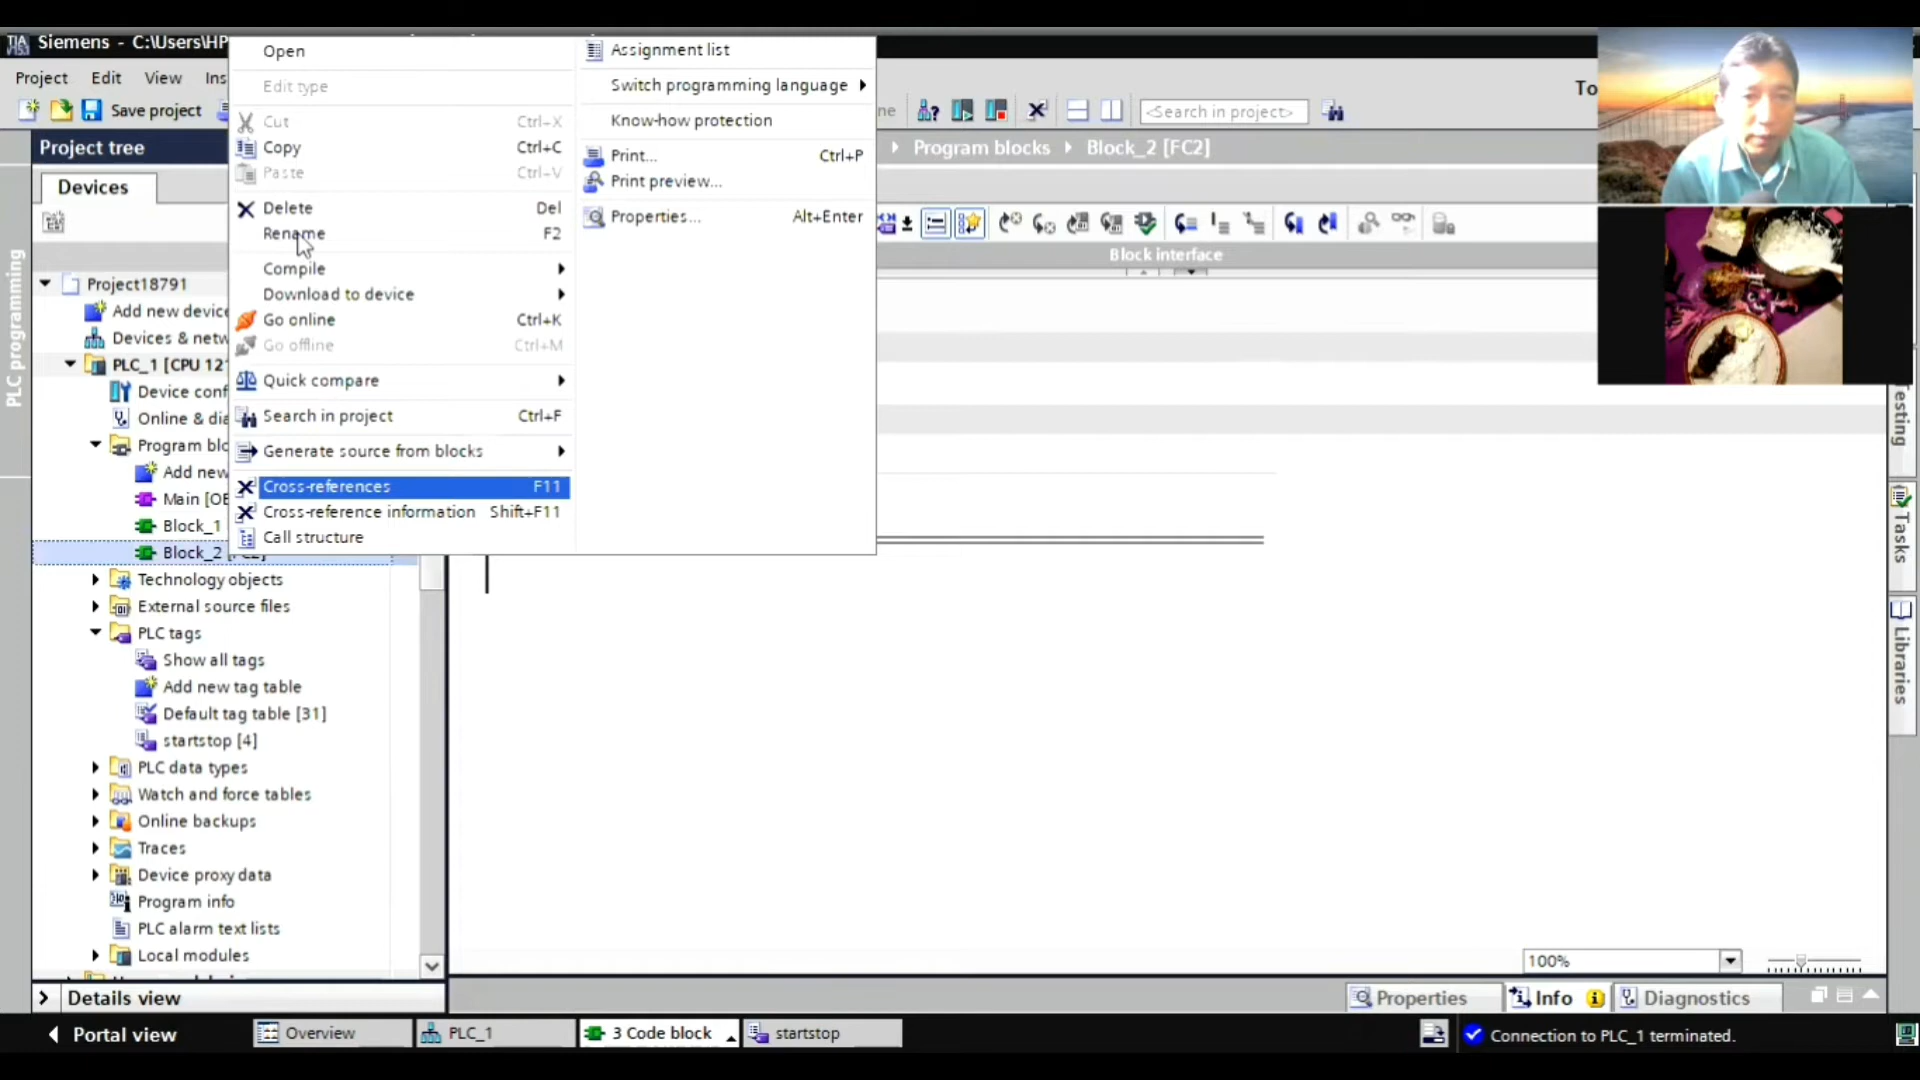 Siemens - C:\Users\HP
Project Edit View Ins
Save project
<Search in project>
To
Project tree
Program blocks Block_2 [FC2]
Devices
Block interface
PLC programming
Project18791
Add new device
Devices & netw
PLC_1 [CPU 12
Device conf
Online & dia
Program blo
Add new
Main [OB
Block_1
Block_2
Technology objects
External source files
PLC tags
Show all tags
Add new tag table
Default tag table [31]
startstop [4]
PLC data types
Watch and force tables
Online backups
Traces
Device proxy data
Program info
PLC alarm text lists
Local modules
Details view
Open
Edit type
Cut Ctrl-X
Copy Ctrl+C
Paste Ctrl-V
Delete Del
Rename F2
Compile
Download to device
Go online Ctrl+K
Go offline Ctrl+M
Quick compare
Search in project Ctrl+F
Generate source from blocks
Cross-references F11
Cross-reference information Shift+F11
Call structure
Assignment list
Switch programming language
Know-how protection
Print... Ctrl+P
Print preview...
Properties... Alt+Enter
Testing
Tasks
Libraries
100%
Properties Info Diagnostics
Portal view Overview PLC_1 3 Code block startstop
Connection to PLC_1 terminated.